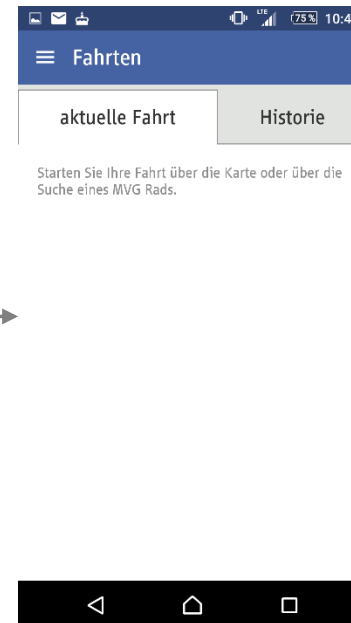 LTE 75% 10:4
Fahrten
aktuelle Fahrt Historie
Starten Sie Ihre Fahrt über die Karte oder über die
Suche eines MVG Rads.